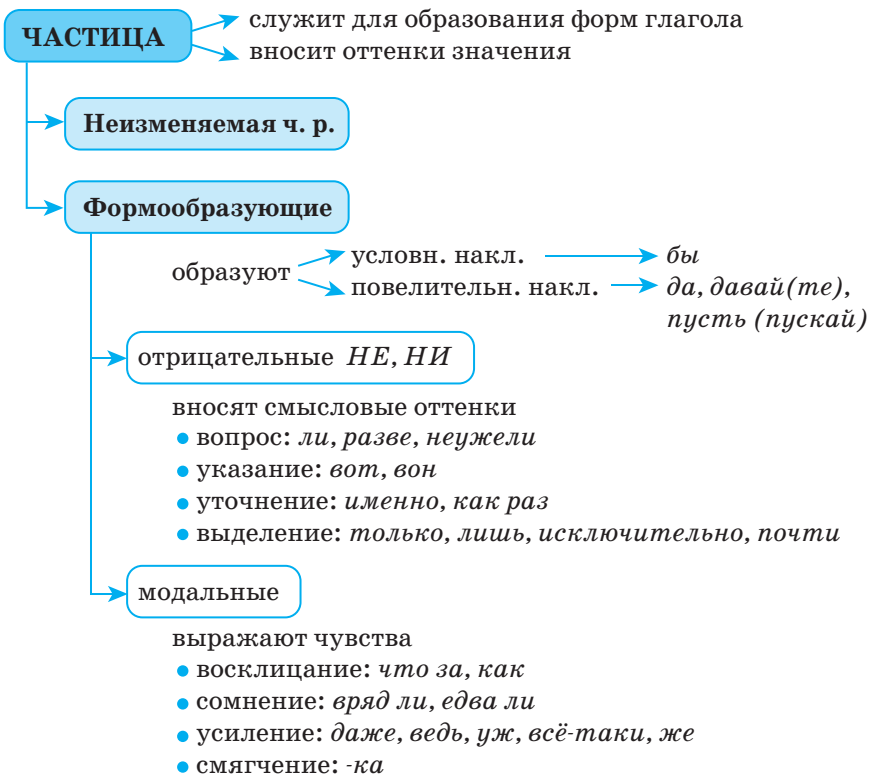 ЧАСТИЦА
служит для образования форм глагола
вносит оттенки значения
Неизменяемая ч. р.
Формообразующие
образуют
условн. накл.
бы
повелительн. накл.
да, давай(те),
пусть (пускай)
отрицательные НЕ, НИ
вносят смысловые оттенки
• вопрос: ли, разве, неужели
• указание: вот, вон
• уточнение: именно, как раз
• выделение: только, лишь, исключительно, почти
модальные
выражают чувства
• восклицание: что за, как
• сомнение: вряд ли, едва ли
• усиление: даже, ведь, уж, всё-таки, же
• смягчение: -ка